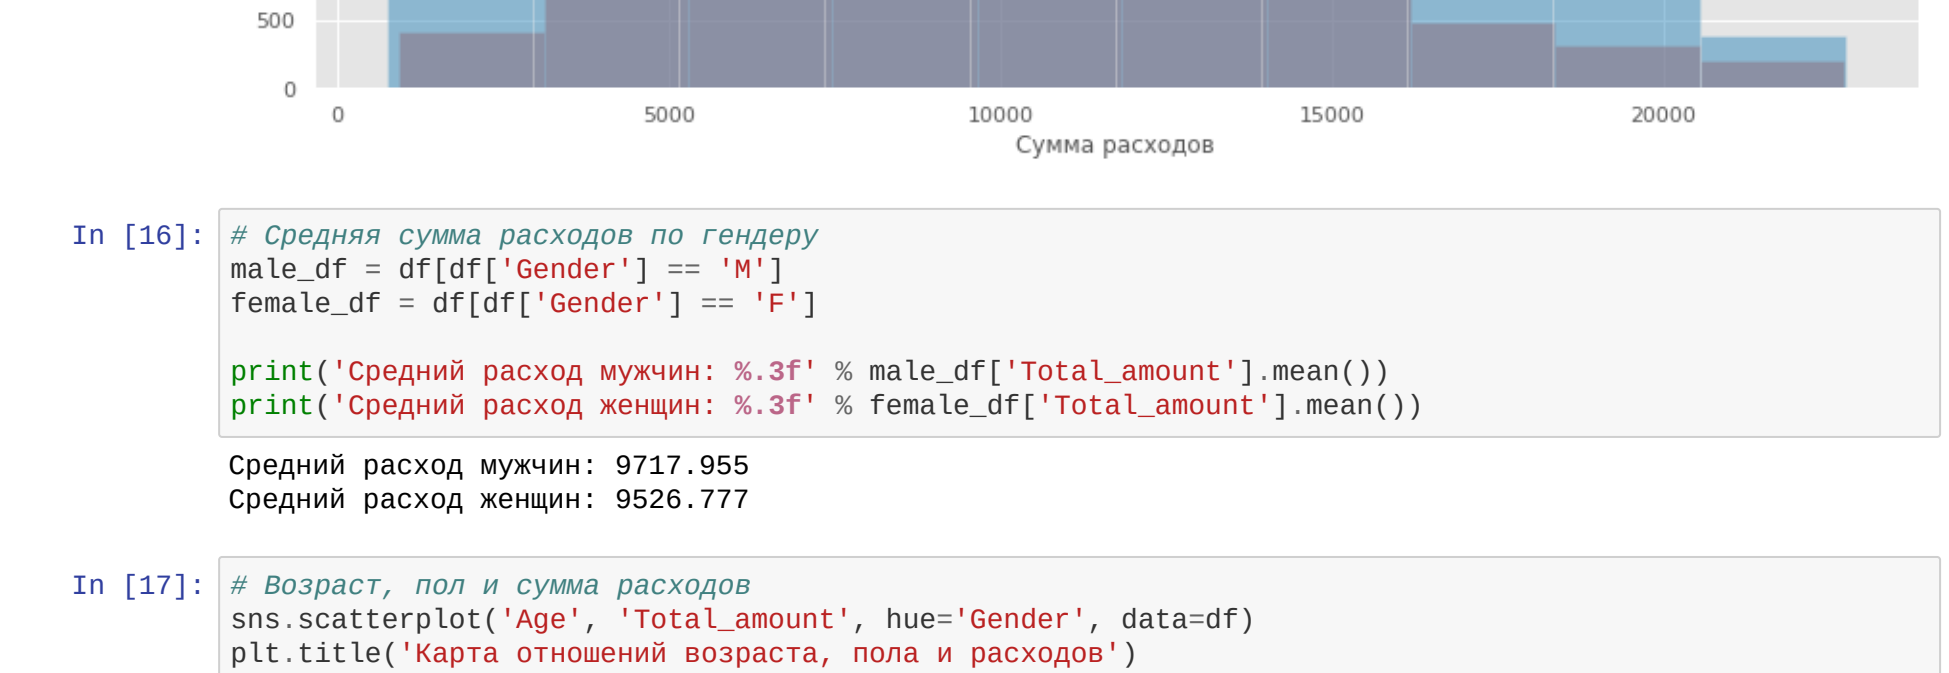 500
0
0 5000 10000 15000 20000
Сумма расходов
In [16]: # Средняя сумма расходов по гендеру
male_df = df[df['Gender'] == 'M']
female_df = df[df['Gender'] == 'F']
print('Средний расход мужчин: %.3f' % male_df['Total_amount'].mean())
print('Средний расход женщин: %.3f' % female_df['Total_amount'].mean())
Средний расход мужчин: 9717.955
Средний расход женщин: 9526.777
In [17]: # Возраст, пол и сумма расходов
sns.scatterplot('Age', 'Total_amount', hue='Gender', data=df)
plt.title('Карта отношений возраста, пола и расходов')